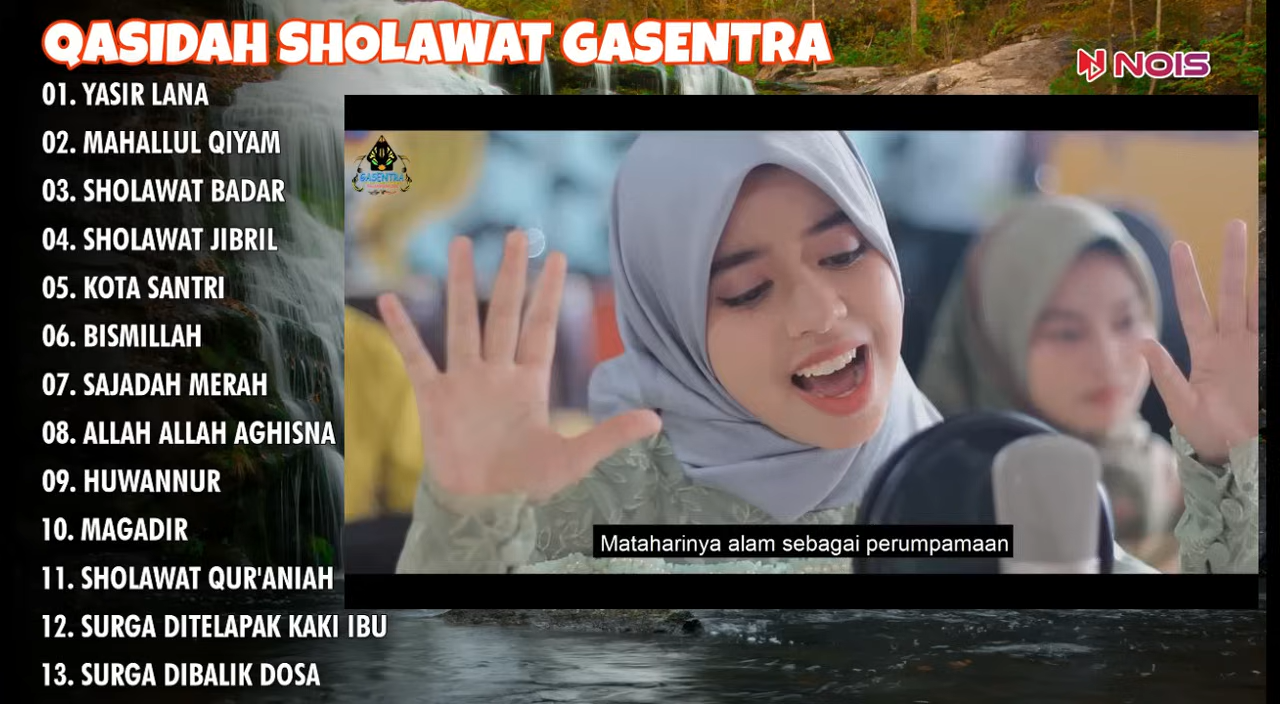 QASIDAH SHOLAWAT GASENTRA
NOIS
01. YASIR LANA
02. MAHALLUL QIYAM
03. SHOLAWAT BADAR
04. SHOLAWAT JIBRIL
05. KOTA SANTRI
06. BISMILLAH
07. SAJADAH MERAH
08. ALLAH ALLAH AGHISNA
09. HUWANNUR
10. MAGADIR
11. SHOLAWAT QUR'ANIAH
12. SURGA DITELAPAK KAKI IBU
13. SURGA DIBALIK DOSA
GASENTRA
Mataharinya alam sebagai perumpamaan